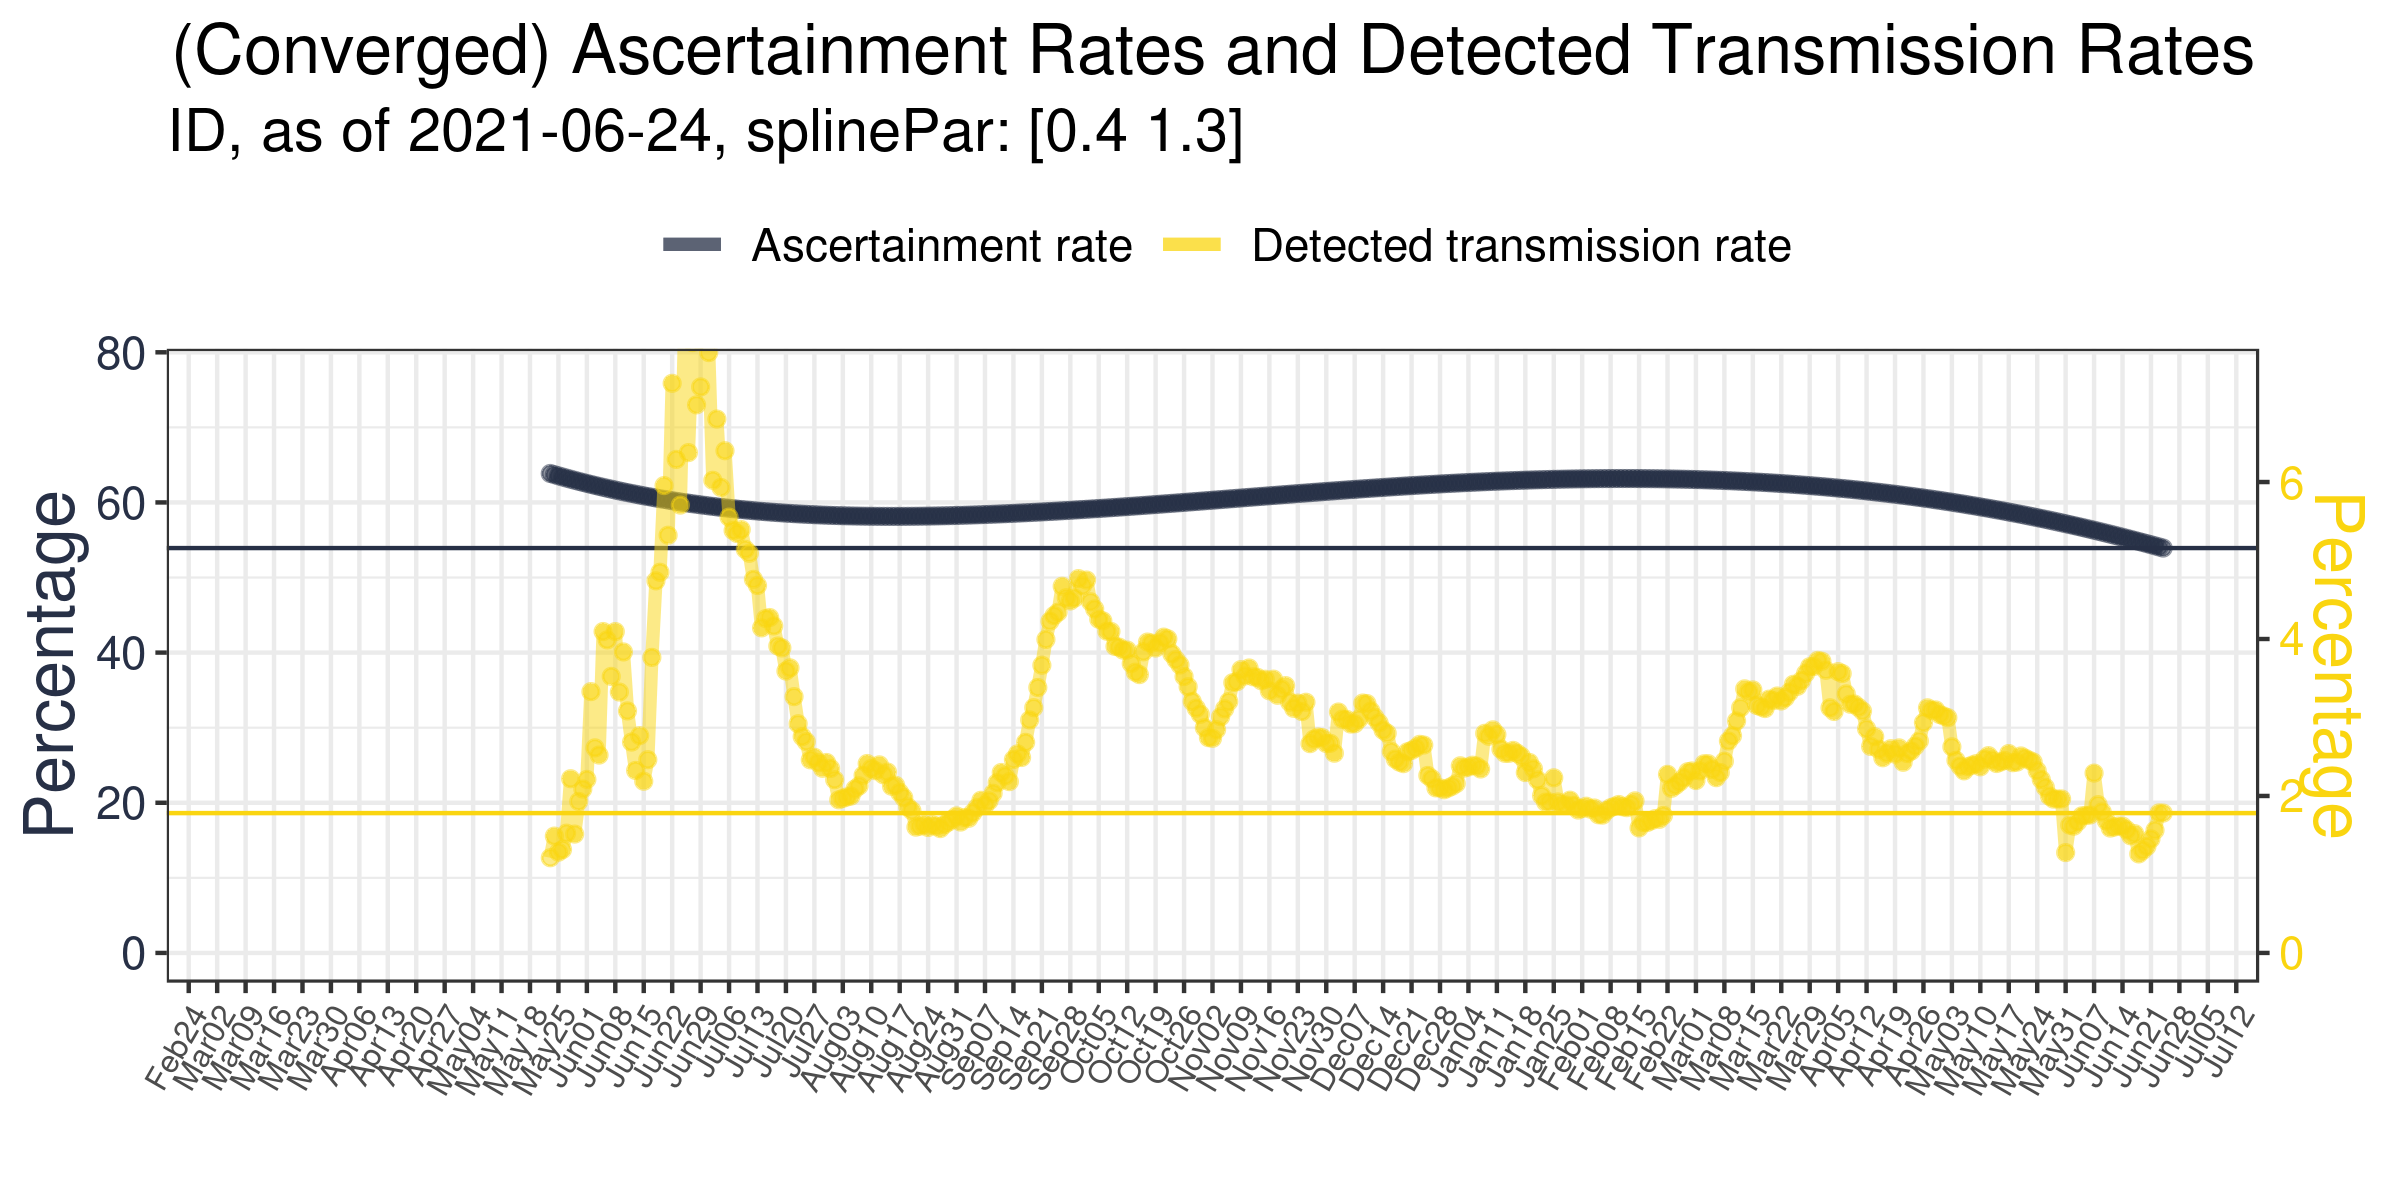 (Converged) Ascertainment Rates and Detected Transmission Rates
ID, as of 2021-06-24, splinePar: [0.4 1.3]
Ascertainment rate Detected transmission rate
Percentage
80
60
40
20
0
6
4
2
0
Percentage
Feb24 Mar02 Mar09 Mar16 Mar23 Mar30 Apr06 Apr13 Apr20 Apr27 May04 May11 May18 May25 Jun01 Jun08 Jun15 Jun22 Jun29 Jul06 Jul13 Jul20 Jul27 Aug03 Aug10 Aug17 Aug24 Aug31 Sep07 Sep14 Sep21 Sep28 Oct05 Oct12 Oct19 Oct26 Nov02 Nov09 Nov16 Nov23 Nov30 Dec07 Dec14 Dec21 Dec28 Jan04 Jan11 Jan18 Jan25 Feb01 Feb08 Feb15 Feb22 Mar01 Mar08 Mar15 Mar22 Mar29 Apr05 Apr12 Apr19 Apr26 May03 May10 May17 May24 May31 Jun07 Jun14 Jun21 Jun28 Jul05 Jul12